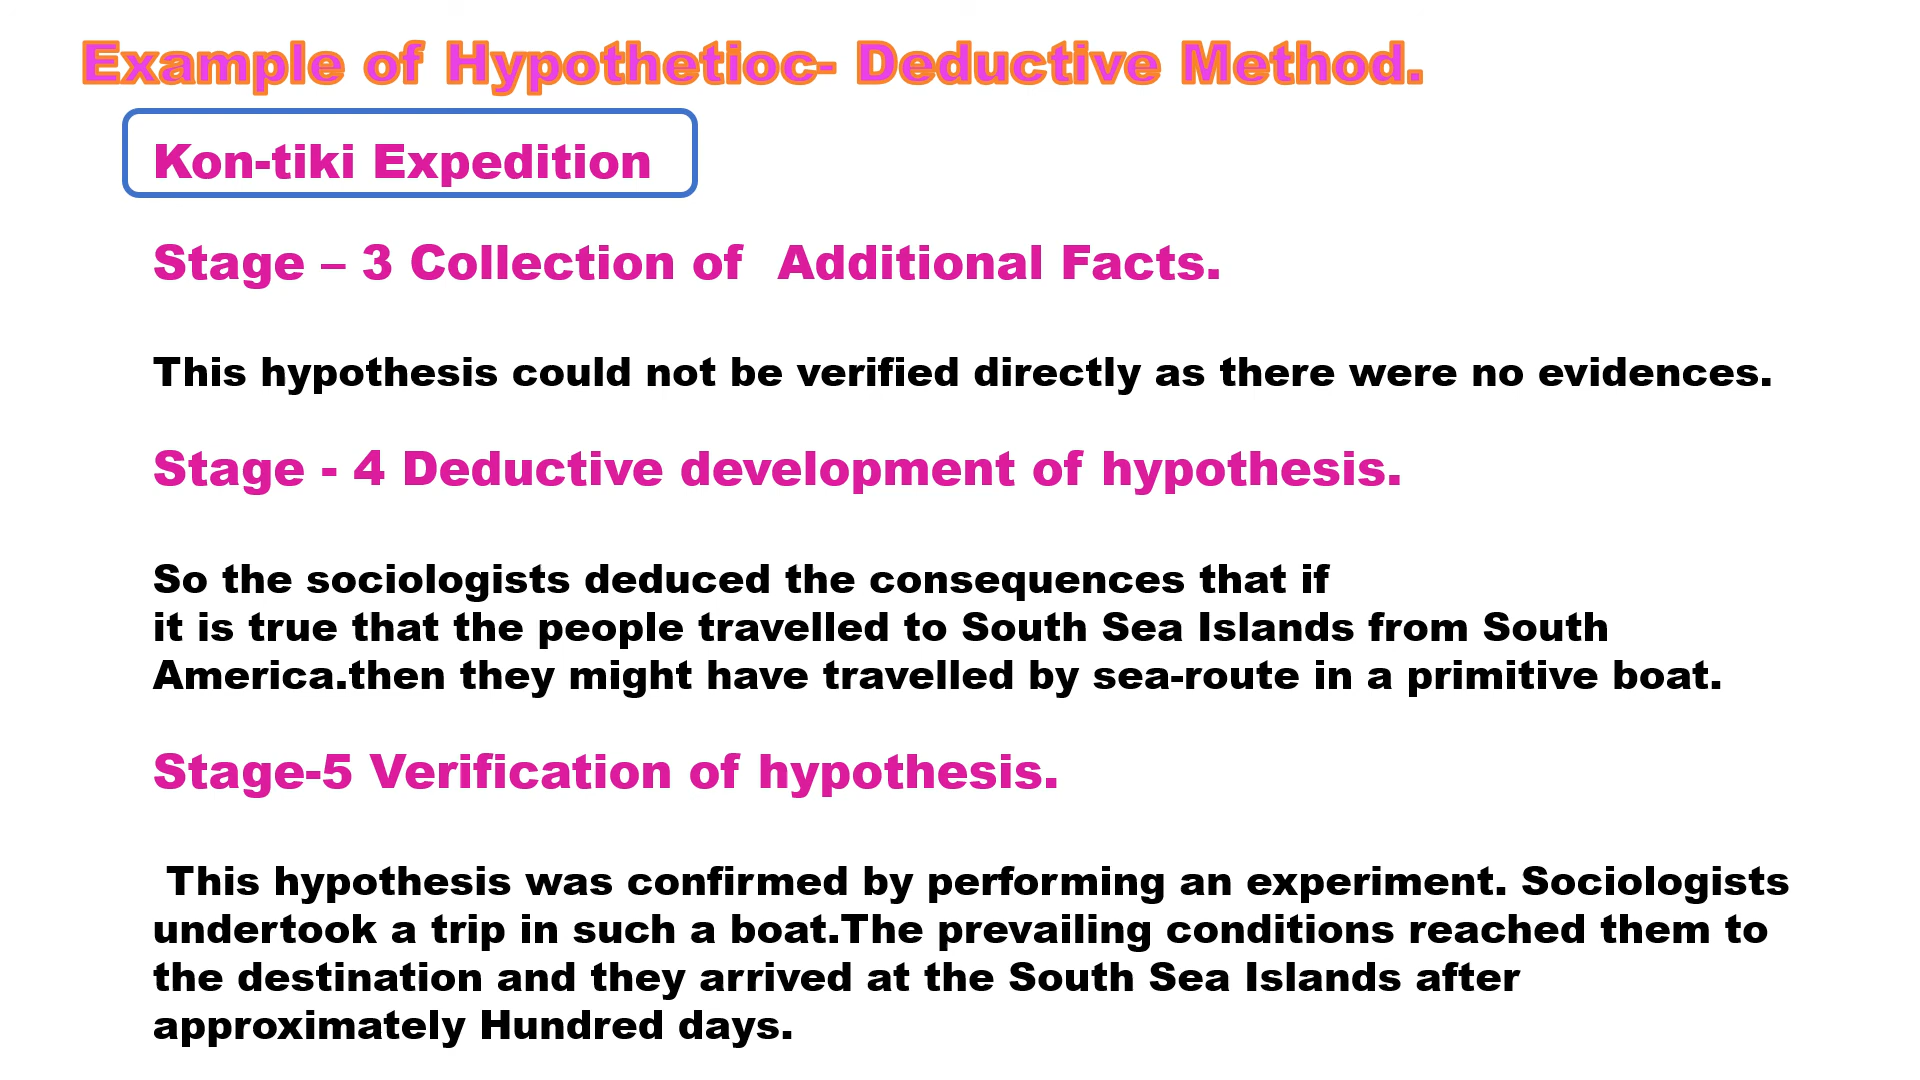 Example of Hypothetioc- Deductive Method.
Kon-tiki Expedition
Stage – 3 Collection of  Additional Facts.
This hypothesis could not be verified directly as there were no evidences.
Stage - 4 Deductive development of hypothesis.
So the sociologists deduced the consequences that if
it is true that the people travelled to South Sea Islands from South
America.then they might have travelled by sea-route in a primitive boat.
Stage-5 Verification of hypothesis.
This hypothesis was confirmed by performing an experiment. Sociologists
undertook a trip in such a boat.The prevailing conditions reached them to
the destination and they arrived at the South Sea Islands after
approximately Hundred days.